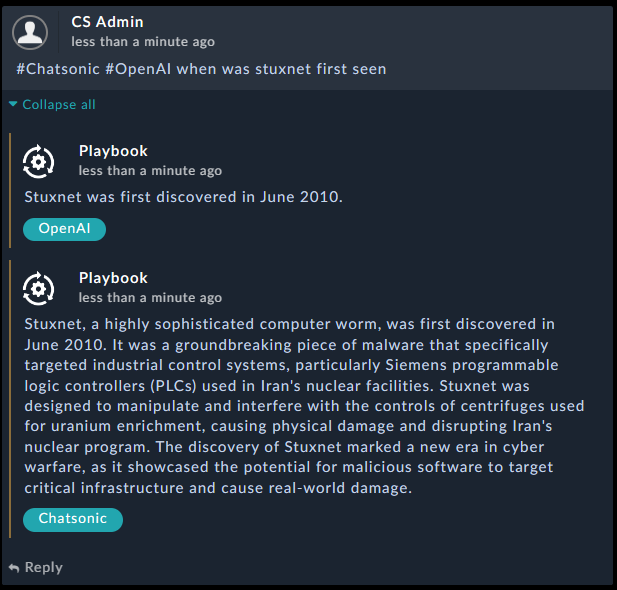 CS Admin
less than a minute ago
#Chatsonic #OpenAI when was stuxnet first seen
Collapse all
Playbook
less than a minute ago
Stuxnet was first discovered in June 2010.
OpenAI
Playbook
less than a minute ago
Stuxnet, a highly sophisticated computer worm, was first discovered in
June 2010. It was a groundbreaking piece of malware that specifically
targeted industrial control systems, particularly Siemens programmable
logic controllers (PLCs) used in Iran's nuclear facilities. Stuxnet was
designed to manipulate and interfere with the controls of centrifuges used
for uranium enrichment, causing physical damage and disrupting Iran's
nuclear program. The discovery of Stuxnet marked a new era in cyber
warfare, as it showcased the potential for malicious software to target
critical infrastructure and cause real-world damage.
Chatsonic
Reply